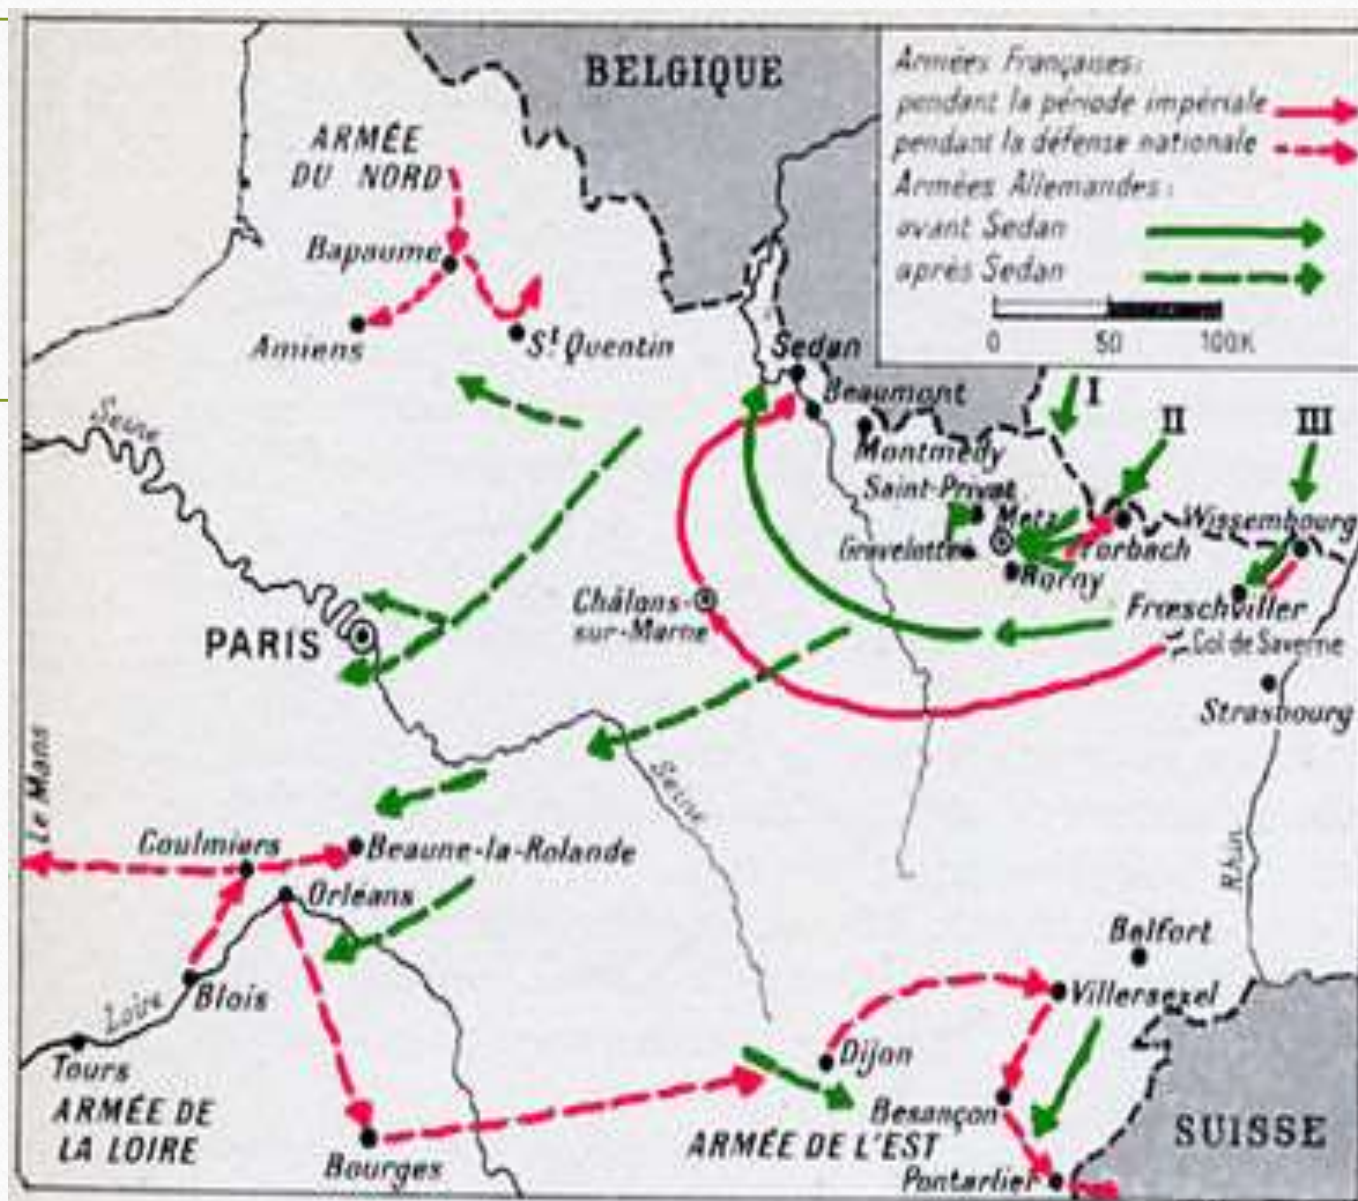 BELGIQUE
Armées Françaises:
pendant la période impériale
pendant la défense nationale
Armées Allemandes:
avant Sedan
après Sedan
0 50 100K
ARMÉE
DU NORD
Bapaume
Amiens
St Quentin
Sedan
Beaumont
Montmédy
I
II
III
Seine
Saint-Privat
Metz
Gravelotte
Forbach
Borny
Wissembourg
Frœschviller
Col de Saverne
Strasbourg
Châlons-
sur-Marne
PARIS
Le Mans
Seine
Rhin
Coulmiers
Beaune-la-Rolande
Orléans
Blois
Loire
Tours
ARMÉE DE
LA LOIRE
Bourges
Belfort
Villersexel
Dijon
Besançon
ARMÉE DE L'EST
Pontarlier
SUISSE